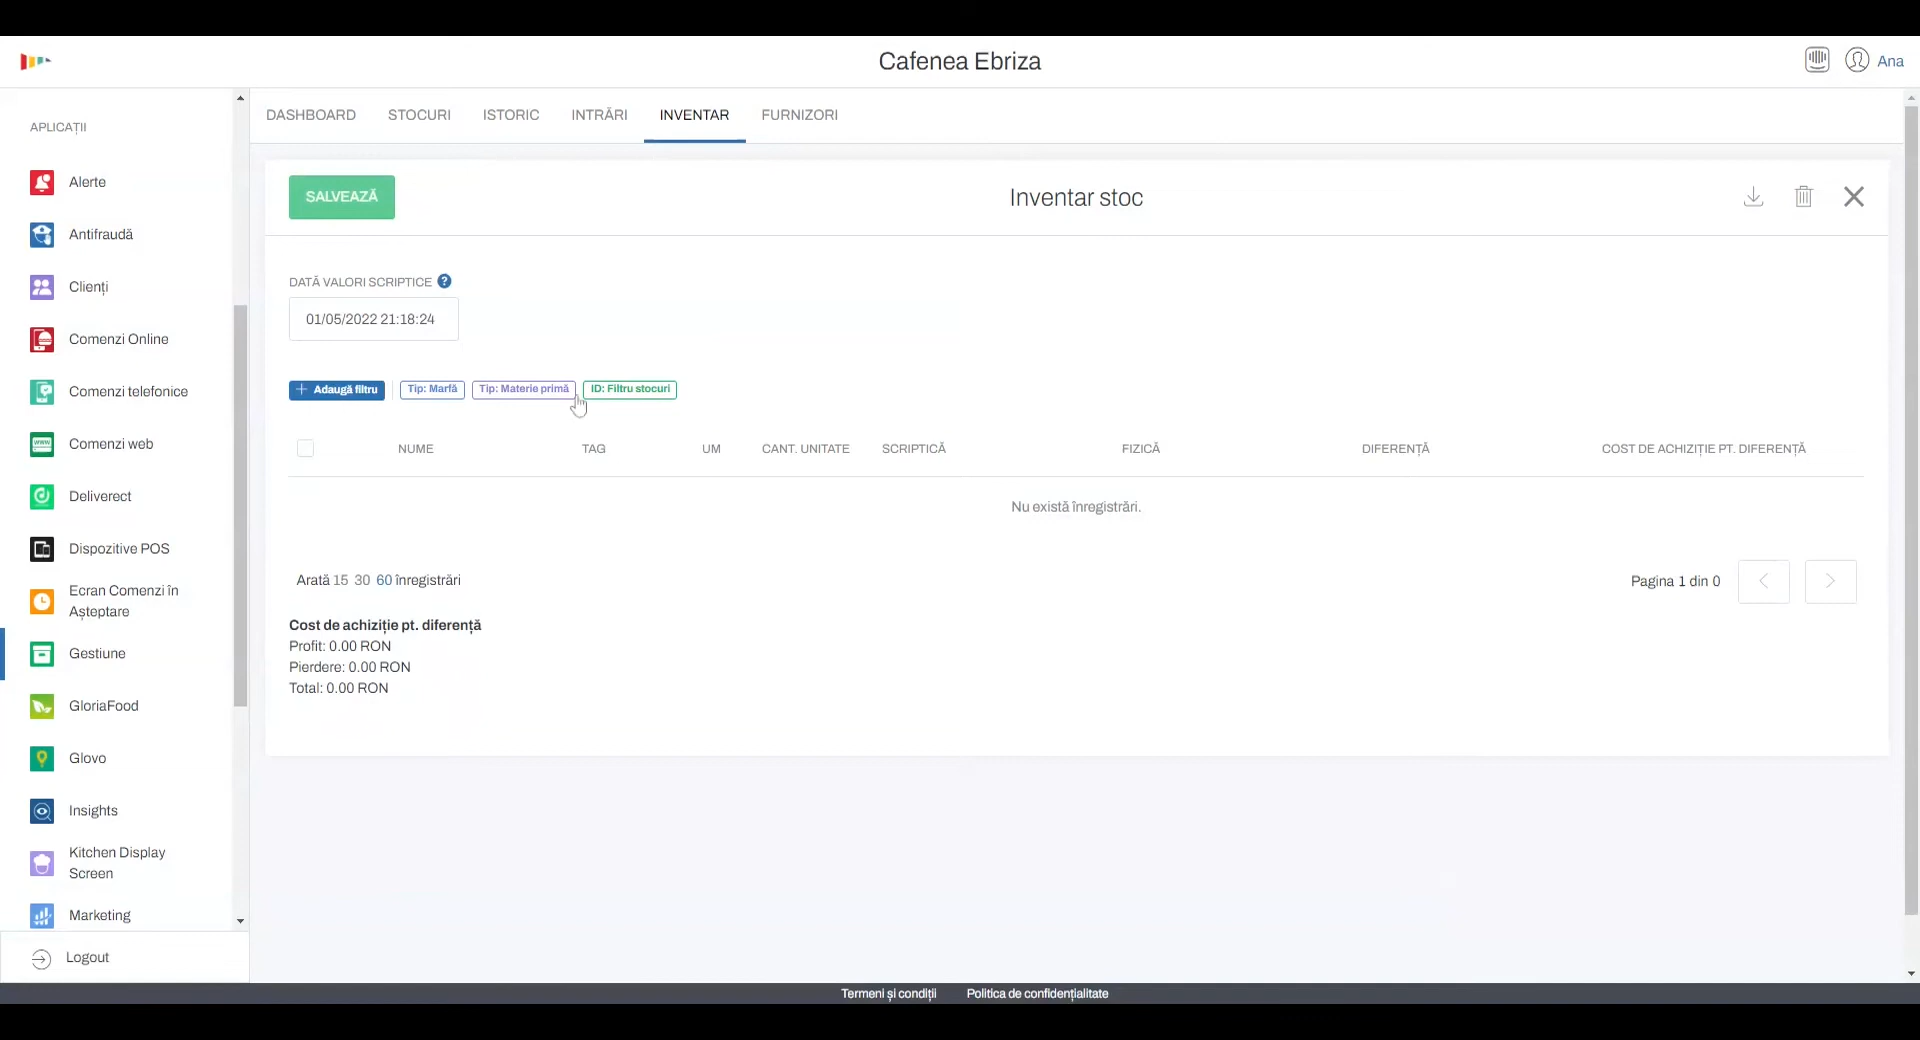 Cafenea Ebriza
Ana
APLICAȚII
Alerte
Antifraudă
Clienți
Comenzi Online
Comenzi telefonice
Comenzi web
Deliverect
Dispozitive POS
Ecran Comenzi în
Așteptare
Gestiune
GloriaFood
Glovo
Insights
Kitchen Display
Screen
Marketing
Logout
DASHBOARD STOCURI ISTORIC INTRĂRI INVENTAR FURNIZORI
SALVEAZĂ
Inventar stoc
DATĂ VALORI SCRIPTICE ?
01/05/2022 21:18:24
+ Adaugă filtru Tip: Marfă Tip: Materie primă ID: Filtru stocuri
NUME TAG UM CANT. UNITATE SCRIPTICĂ FIZICĂ DIFERENȚĂ COST DE ACHIZIȚIE PT. DIFERENȚĂ
Nu există înregistrări.
Arată 15 30 60 înregistrări
Pagina 1 din 0
Cost de achiziție pt. diferență
Profit: 0.00 RON
Pierdere: 0.00 RON
Total: 0.00 RON
Termeni și condiții Politica de confidențialitate